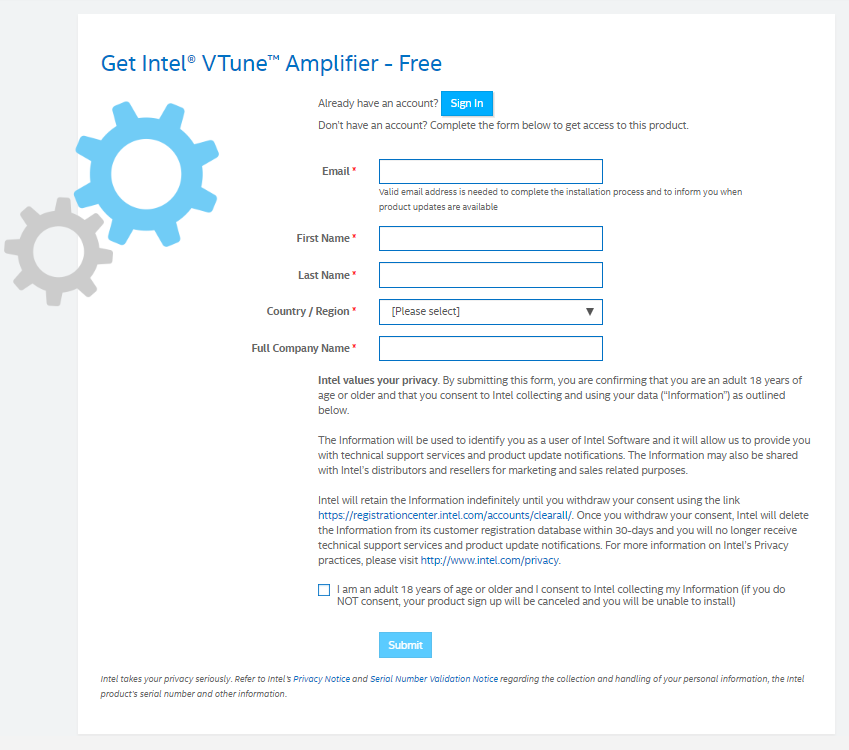 Get Intel® VTune™ Amplifier - Free
Already have an account? Sign In
Don't have an account? Complete the form below to get access to this product.
Email *
Valid email address is needed to complete the installation process and to inform you when
product updates are available
First Name *
Last Name *
Country / Region * [Please select] ▼
Full Company Name *
Intel values your privacy. By submitting this form, you are confirming that you are an adult 18 years of
age or older and that you consent to Intel collecting and using your data (“Information”) as outlined
below.
The Information will be used to identify you as a user of Intel Software and it will allow us to provide you
with technical support services and product update notifications. The Information may also be shared
with Intel's distributors and resellers for marketing and sales related purposes.
Intel will retain the Information indefinitely until you withdraw your consent using the link
https://registrationcenter.intel.com/accounts/clearall/. Once you withdraw your consent, Intel will delete
the Information from its customer registration database within 30-days and you will no longer receive
technical support services and product update notifications. For more information on Intel's Privacy
practices, please visit http://www.intel.com/privacy.
I am an adult 18 years of age or older and I consent to Intel collecting my Information (if you do
NOT consent, your product sign up will be canceled and you will be unable to install)
Submit
Intel takes your privacy seriously. Refer to Intel's Privacy Notice and Serial Number Validation Notice regarding the collection and handling of your personal information, the Intel
product's serial number and other information.